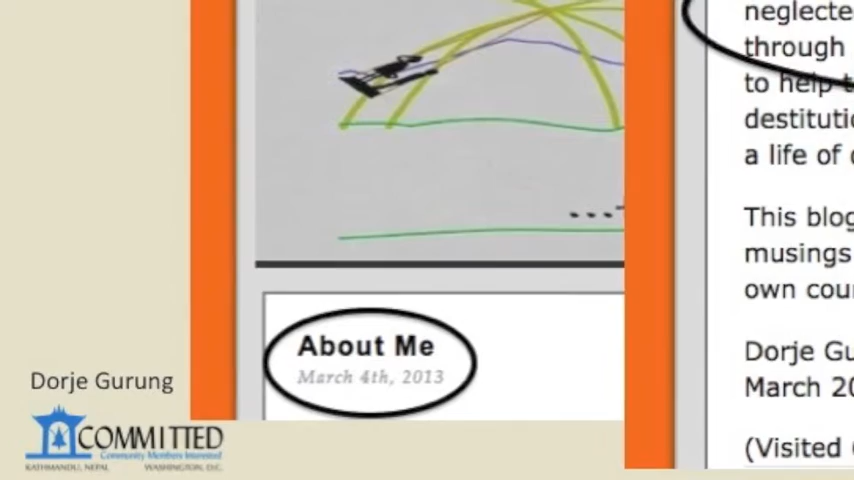 neglecte
through
to help t
destitutio
a life of
This blog
musings
own cour
Dorje Gu
March 20
(Visited
About Me
March 4th, 2013
Dorje Gurung
COMMITTED
Community Members Interested
KATHMANDU, NEPAL WASHINGTON, D.C.